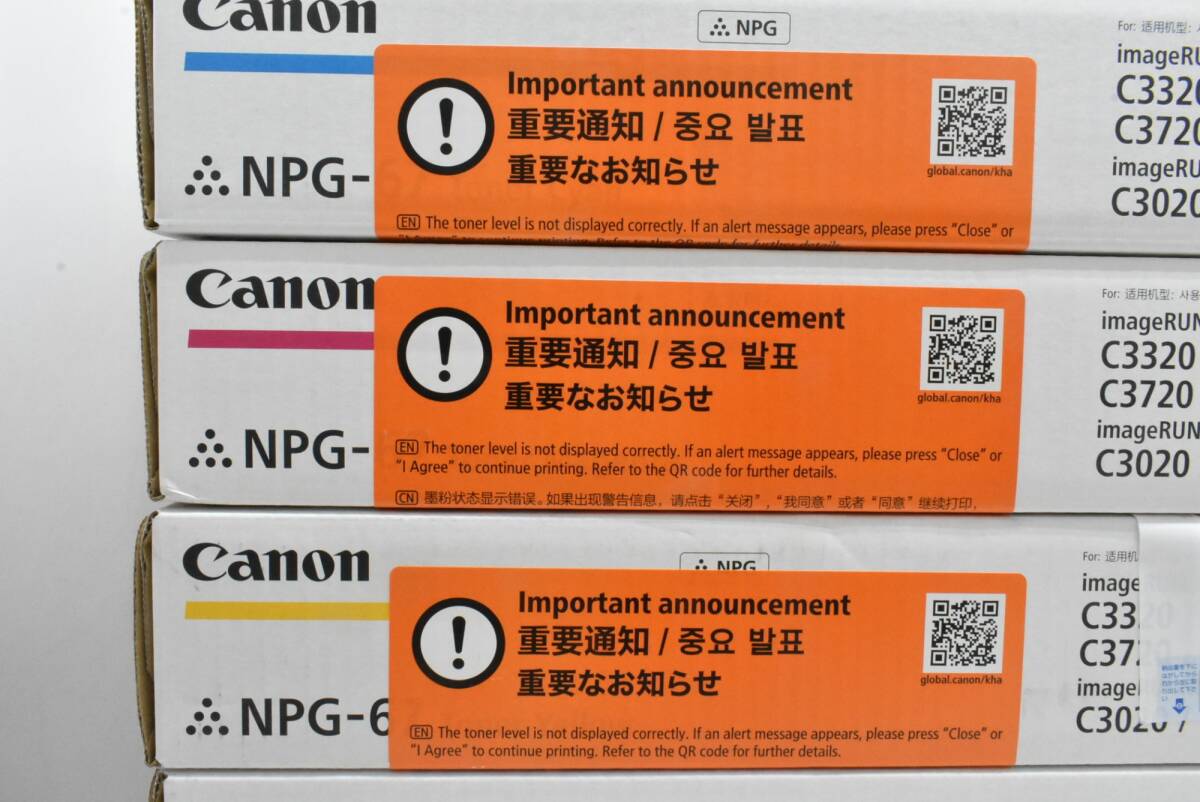 Canon
NPG
NPG-
Important announcement
重要通知 / 중요 발표
重要なお知らせ
global.canon/kha
EN The toner level is not displayed correctly. If an alert message appears, please press "Close" or
For: 适用机型:
imageRU
C3320
C3720
imageRU
C3020
Canon
NPG-
Important announcement
重要通知 / 중요 발표
重要なお知らせ
global.canon/kha
EN The toner level is not displayed correctly. If an alert message appears, please press "Close" or
"I Agree" to continue printing. Refer to the QR code for further details.
CN 墨粉状态显示错误。如果出现警告信息，请点击“关闭”，“我同意”或者“同意”继续打印，
For: 适用机型: 사용
imageRUN
C3320
C3720
imageRUN
C3020
Canon
NPG
NPG-6
Important announcement
重要通知 / 중요 발표
重要なお知らせ
global.canon/kha
EN The toner level is not displayed correctly. If an alert message appears, please press "Close" or
"I Agree" to continue printing. Refer to the QR code for further details.
For: 适用机
image
C3320
C3720
imageI
C3020 /